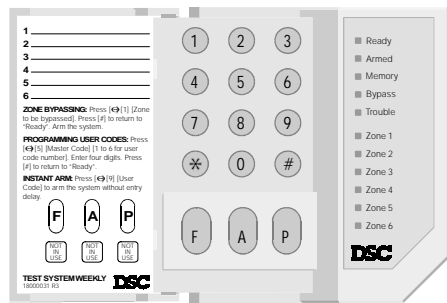 1
2
3
4
5
6
ZONE BYPASSING: Press [✱] [1] [Zone
to be bypassed]. Press [#] to return to
"Ready". Arm the system.
PROGRAMMING USER CODES: Press
[✱] [5] [Master Code] [1 to 6 for user
code number]. Enter four digits. Press
[#] to return to "Ready".
INSTANT ARM: Press [✱] [9] [User
Code] to arm the system without entry
delay.
F A P
NOT IN USE NOT IN USE NOT IN USE
TEST SYSTEM WEEKLY
18000031 R3
DSC
1 2 3
4 5 6
7 8 9
✱ 0 #
F A P
Ready
Armed
Memory
Bypass
Trouble
Zone 1
Zone 2
Zone 3
Zone 4
Zone 5
Zone 6
DSC